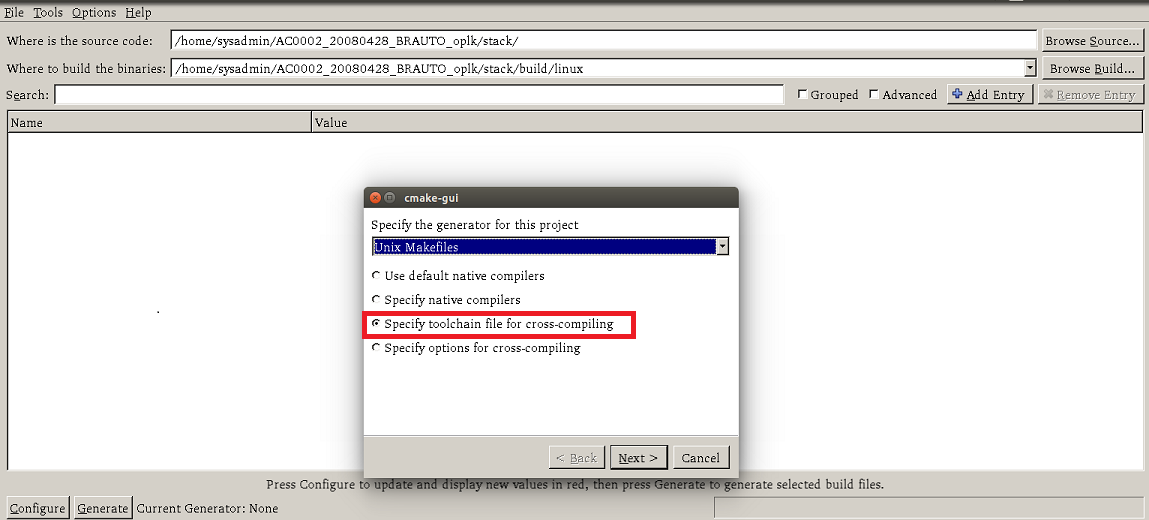 File Tools Options Help
Where is the source code: /home/sysadmin/AC0002_20080428_BRAUTO_oplk/stack/ Browse Source...
Where to build the binaries: /home/sysadmin/AC0002_20080428_BRAUTO_oplk/stack/build/linux Browse Build...
Search: Grouped Advanced Add Entry Remove Entry
Name Value
cmake-gui
Specify the generator for this project
Unix Makefiles
Use default native compilers
Specify native compilers
Specify toolchain file for cross-compiling
Specify options for cross-compiling
< Back Next > Cancel
Press Configure to update and display new values in red, then press Generate to generate selected build files.
Configure Generate Current Generator: None